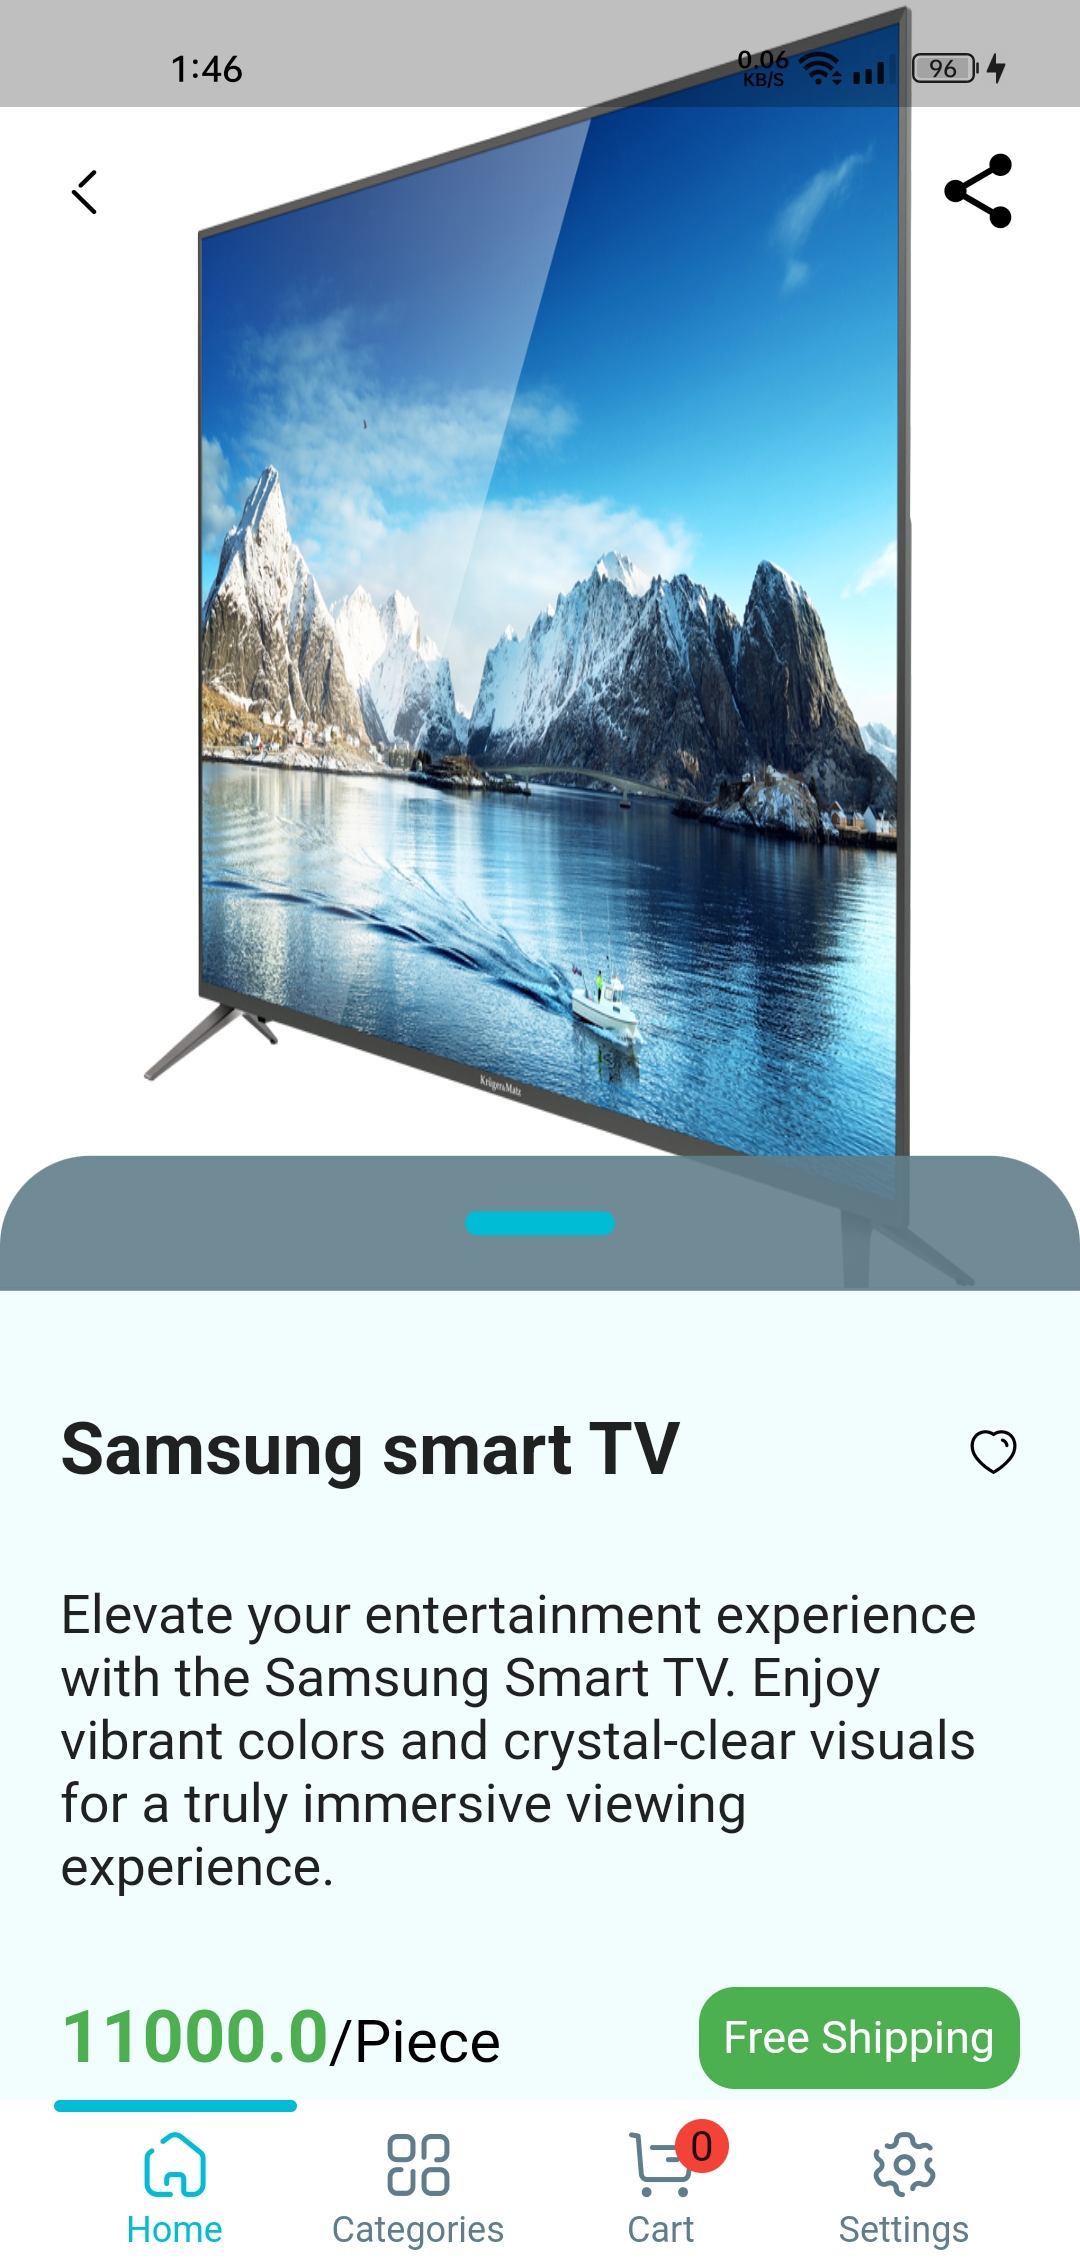 1:46
0.06
KB/S
96
Krüger&Matz
Samsung smart TV
Elevate your entertainment experience
with the Samsung Smart TV. Enjoy
vibrant colors and crystal-clear visuals
for a truly immersive viewing
experience.
11000.0/Piece
Free Shipping
0
Home
Categories
Cart
Settings